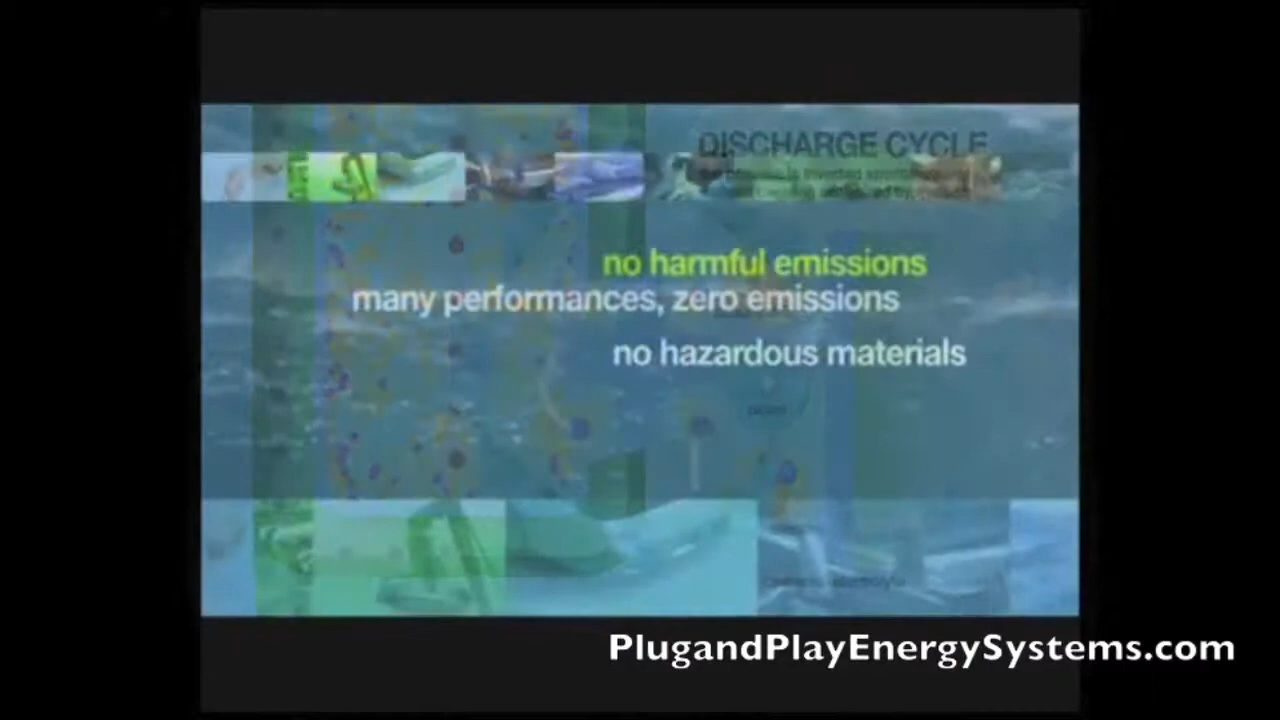 DISCHARGE CYCLE
no harmful emissions
many performances, zero emissions
no hazardous materials
PlugandPlayEnergySystems.com